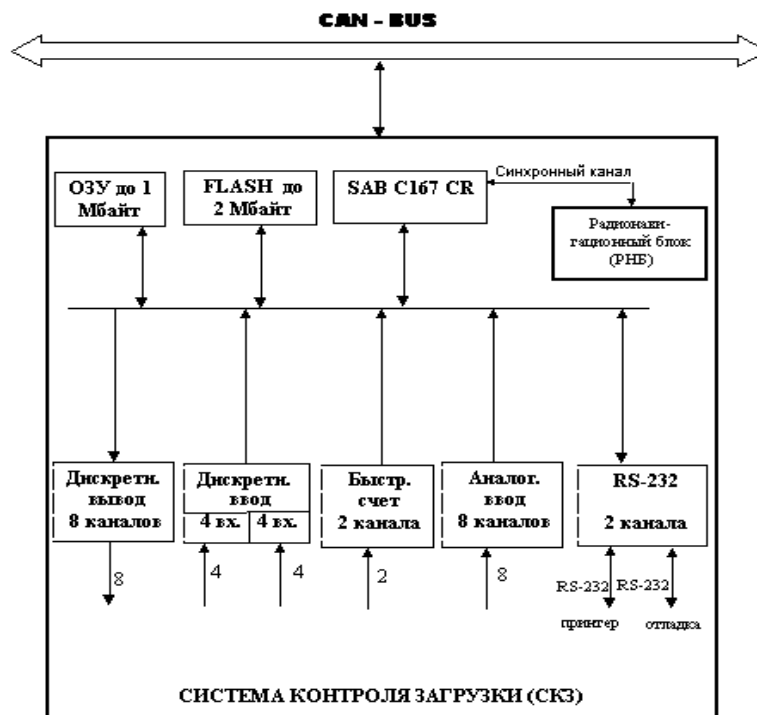 CAN - BUS
ОЗУ до 1
Мбайт
FLASH до
2 Мбайт
SAB C167 CR
Синхронный канал
Радионави-
гационный блок
(РНБ)
Дискретн.
вывод
8 каналов
Дискретн.
ввод
4 вх.
4 вх.
Быстр.
счет
2 канала
Аналог.
ввод
8 каналов
RS-232
2 канала
8
4
4
2
8
RS-232
RS-232
принтер
отладка
СИСТЕМА КОНТРОЛЯ ЗАГРУЗКИ (СКЗ)